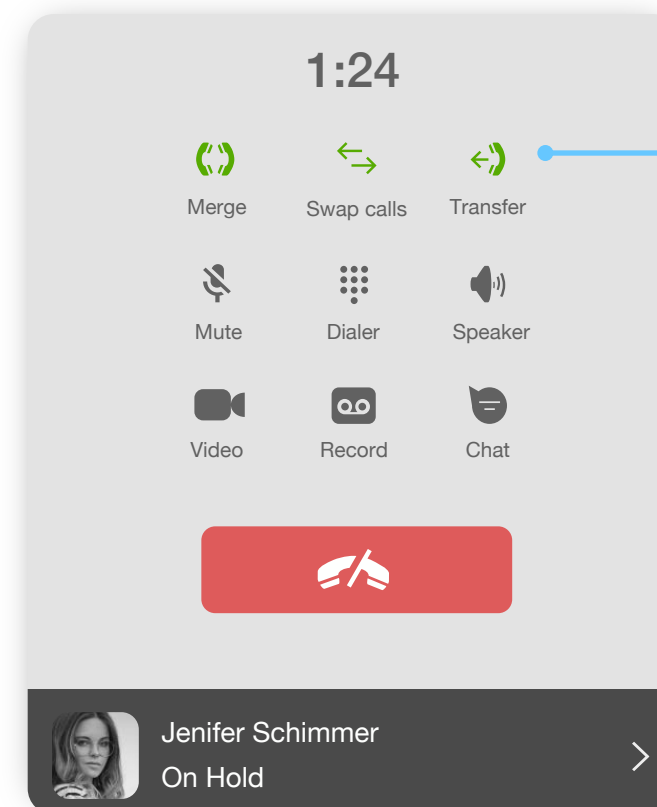 1:24
Merge Swap calls Transfer
Mute Dialer Speaker
Video Record Chat
Jenifer Schimmer
On Hold